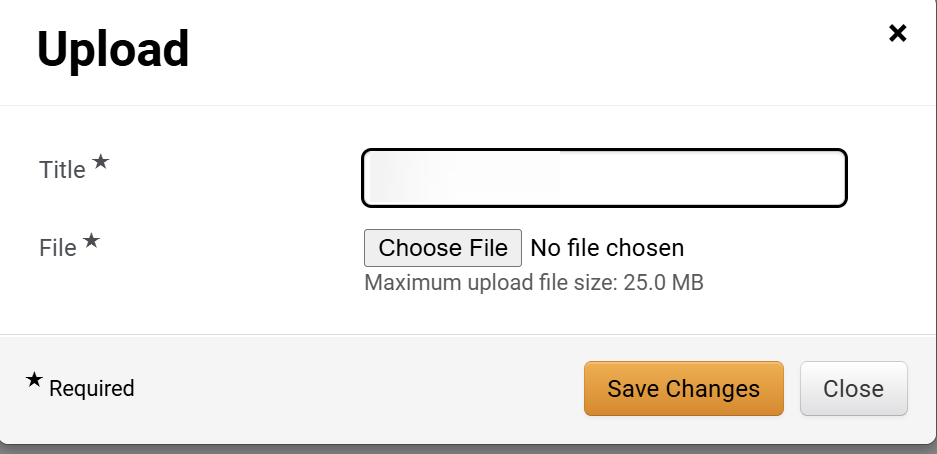 Upload
×
Title ★
File ★
Choose File No file chosen
Maximum upload file size: 25.0 MB
★ Required
Save Changes
Close